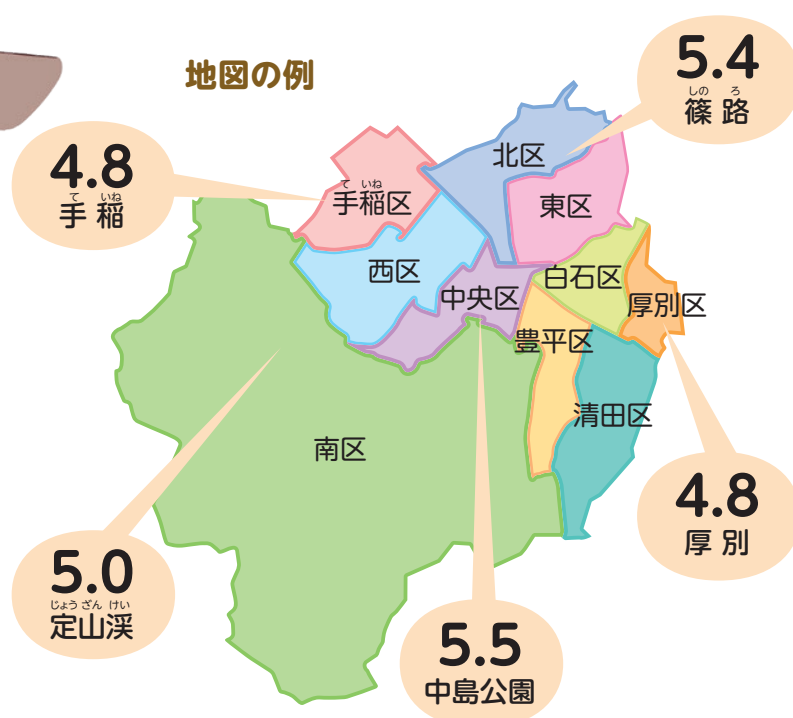 地図の例
5.4
しの ろ
篠路
4.8
て いね
手稲
北区
て いね
手稲区
東区
西区
白石区
中央区
厚別区
豊平区
清田区
南区
4.8
厚別
5.0
じょう ざん けい
定山渓
5.5
中島公園